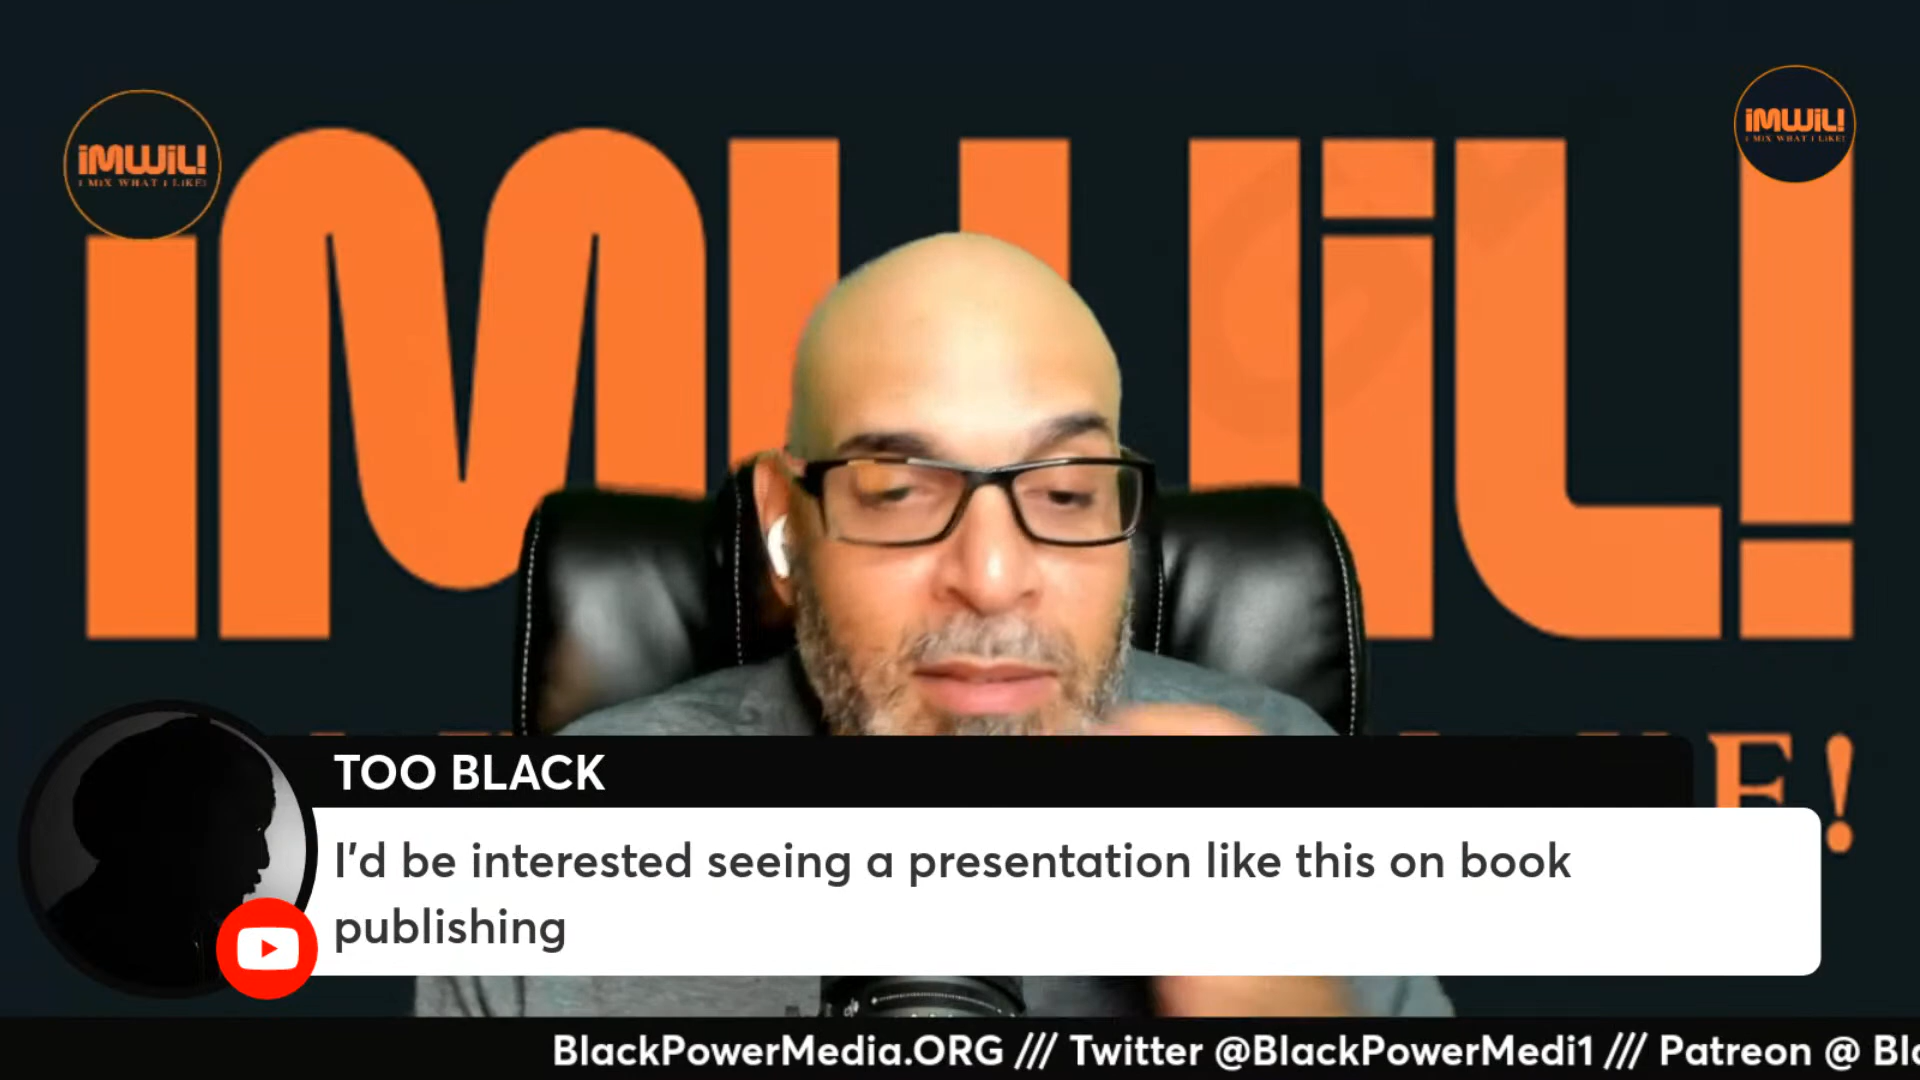 iMWiL!
I MIX WHAT I LIKE!
iMWiL!
I MIX WHAT I LIKE!
iMWiL!
E!
TOO BLACK
I'd be interested seeing a presentation like this on book
publishing
BlackPowerMedia.ORG /// Twitter @BlackPowerMedi1 /// Patreon @ Bla